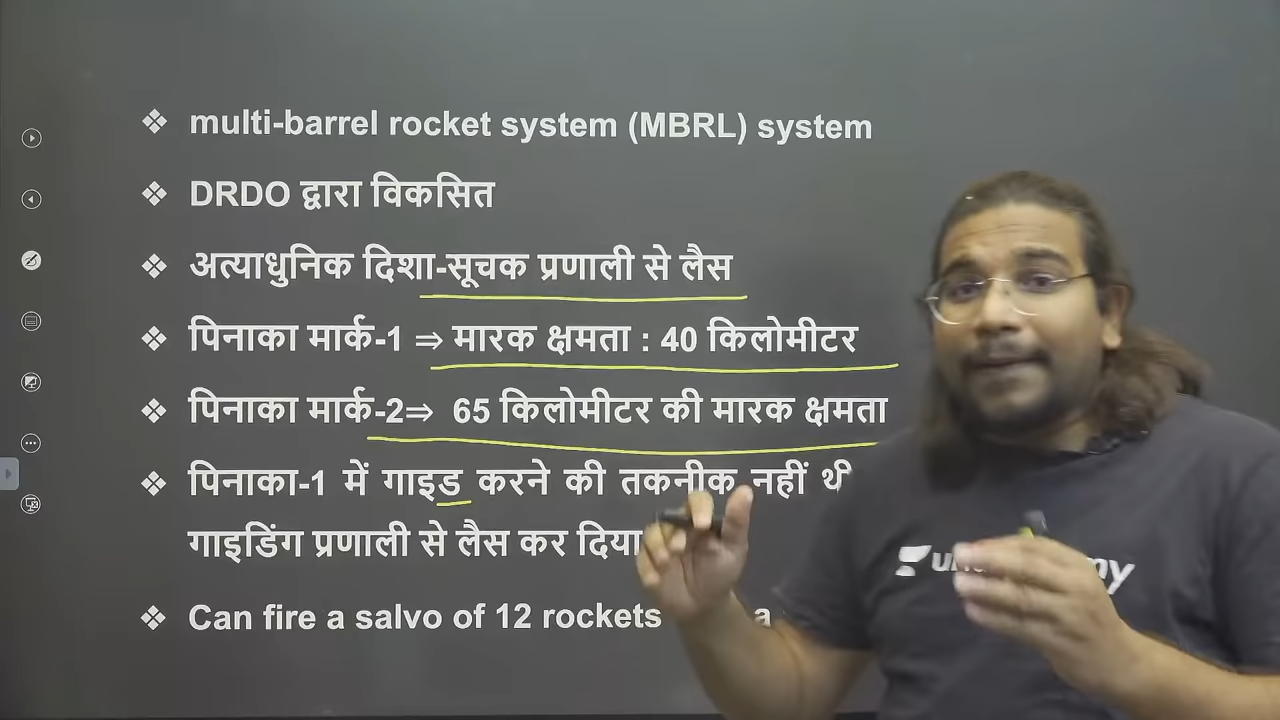 ❖ multi-barrel rocket system (MBRL) system
❖ DRDO द्वारा विकसित
❖ अत्याधुनिक दिशा-सूचक प्रणाली से लैस
❖ पिनाका मार्क-1 ⇒ मारक क्षमता : 40 किलोमीटर
❖ पिनाका मार्क-2⇒ 65 किलोमीटर की मारक क्षमता
❖ पिनाका-1 में गाइड करने की तकनीक नहीं
गाइडिंग प्रणाली से लैस कर दिया
❖ Can fire a salvo of 12 rockets a